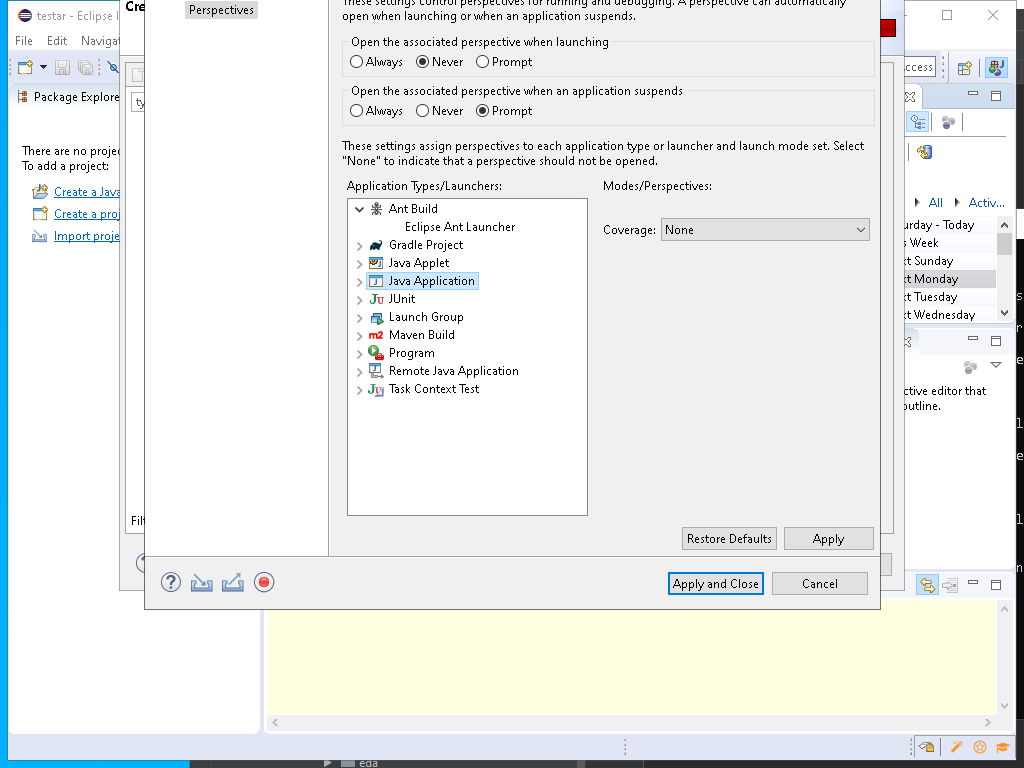 testar - Eclipse I
Cre
Perspectives
These settings control perspectives for running and debugging. A perspective can automatically
open when launching or when an application suspends.
File Edit Navigat
Open the associated perspective when launching
Always Never Prompt
ccess
Open the associated perspective when an application suspends
Always Never Prompt
Package Explore
ty
There are no projec
To add a project:
Create a Java
Create a proj
Import proje
These settings assign perspectives to each application type or launcher and launch mode set. Select
"None" to indicate that a perspective should not be opened.
Application Types/Launchers:
Modes/Perspectives:
Ant Build
Eclipse Ant Launcher
Gradle Project
Java Applet
Java Application
JUnit
Launch Group
Maven Build
Program
Remote Java Application
Task Context Test
Coverage: None
All Activ...
urday - Today
s Week
xt Sunday
xt Monday
xt Tuesday
xt Wednesday
ctive editor that
outline.
Filt
Restore Defaults Apply
Apply and Close Cancel
eda